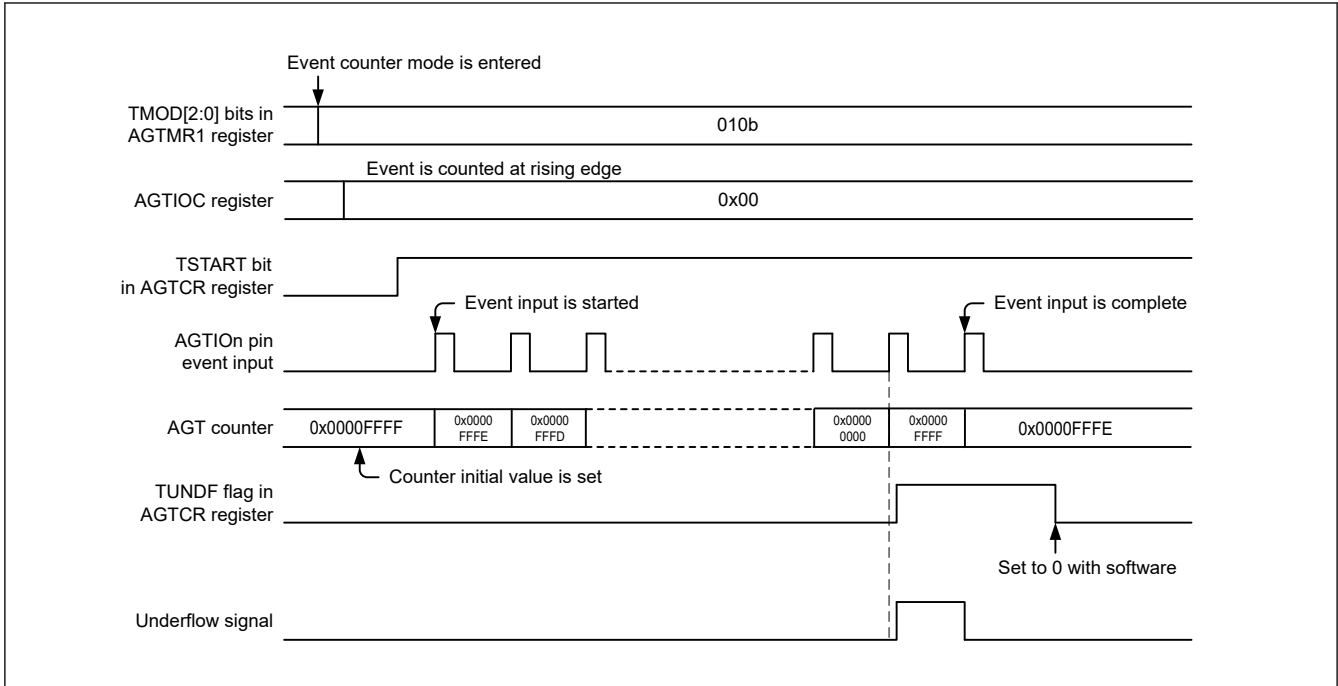 Event counter mode is entered
TMOD[2:0] bits in
AGTMR1 register
010b
Event is counted at rising edge
AGTIOC register
0x00
TSTART bit
in AGTCR register
Event input is started
Event input is complete
AGTIOn pin
event input
AGT counter
0x0000FFFF
0x0000
FFFE
0x0000
FFFD
0x0000
0000
0x0000
FFFF
0x0000FFFE
Counter initial value is set
TUNDF flag in
AGTCR register
Set to 0 with software
Underflow signal